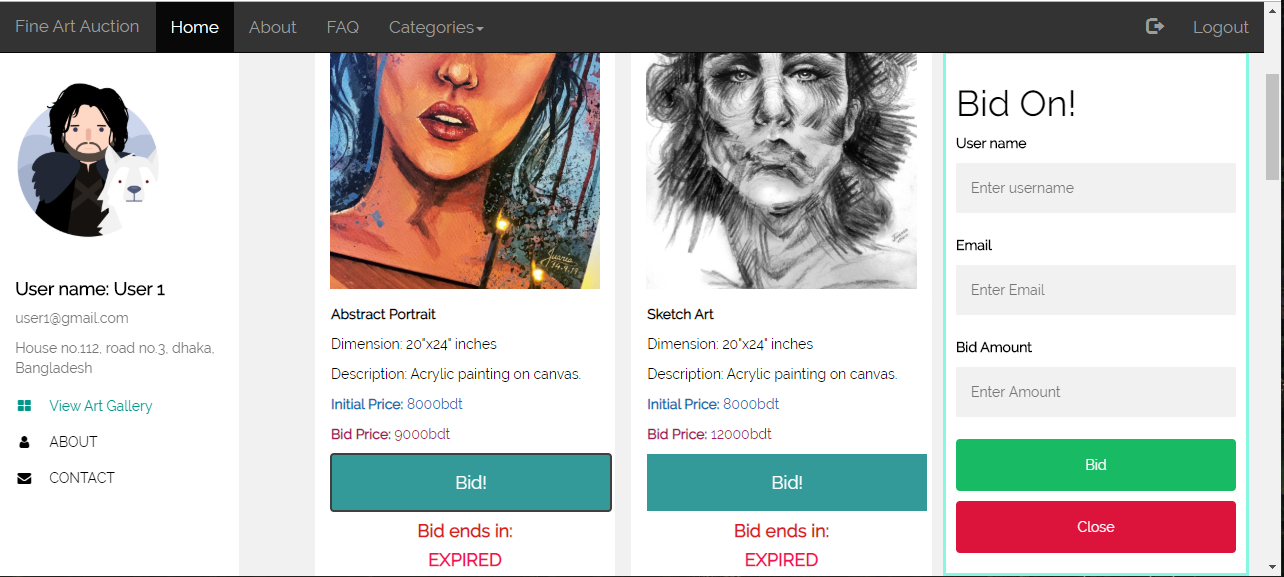 Fine Art Auction Home About FAQ Categories Logout
User name: User 1
user1@gmail.com
House no.112, road no.3, dhaka,
Bangladesh
View Art Gallery
ABOUT
CONTACT
Abstract Portrait
Dimension: 20"x24" inches
Description: Acrylic painting on canvas.
Initial Price: 8000bdt
Bid Price: 9000bdt
Bid!
Bid ends in:
EXPIRED
Sketch Art
Dimension: 20"x24" inches
Description: Acrylic painting on canvas.
Initial Price: 8000bdt
Bid Price: 12000bdt
Bid!
Bid ends in:
EXPIRED
Bid On!
User name
Enter username
Email
Enter Email
Bid Amount
Enter Amount
Bid
Close